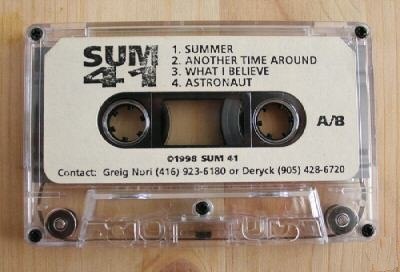 SUM
41
1. SUMMER
2. ANOTHER TIME AROUND
3. WHAT I BELIEVE
4. ASTRONAUT
A/B
©1998 SUM 41
Contact: Greig Nori (416) 923-6180 or Deryck (905) 428-6720